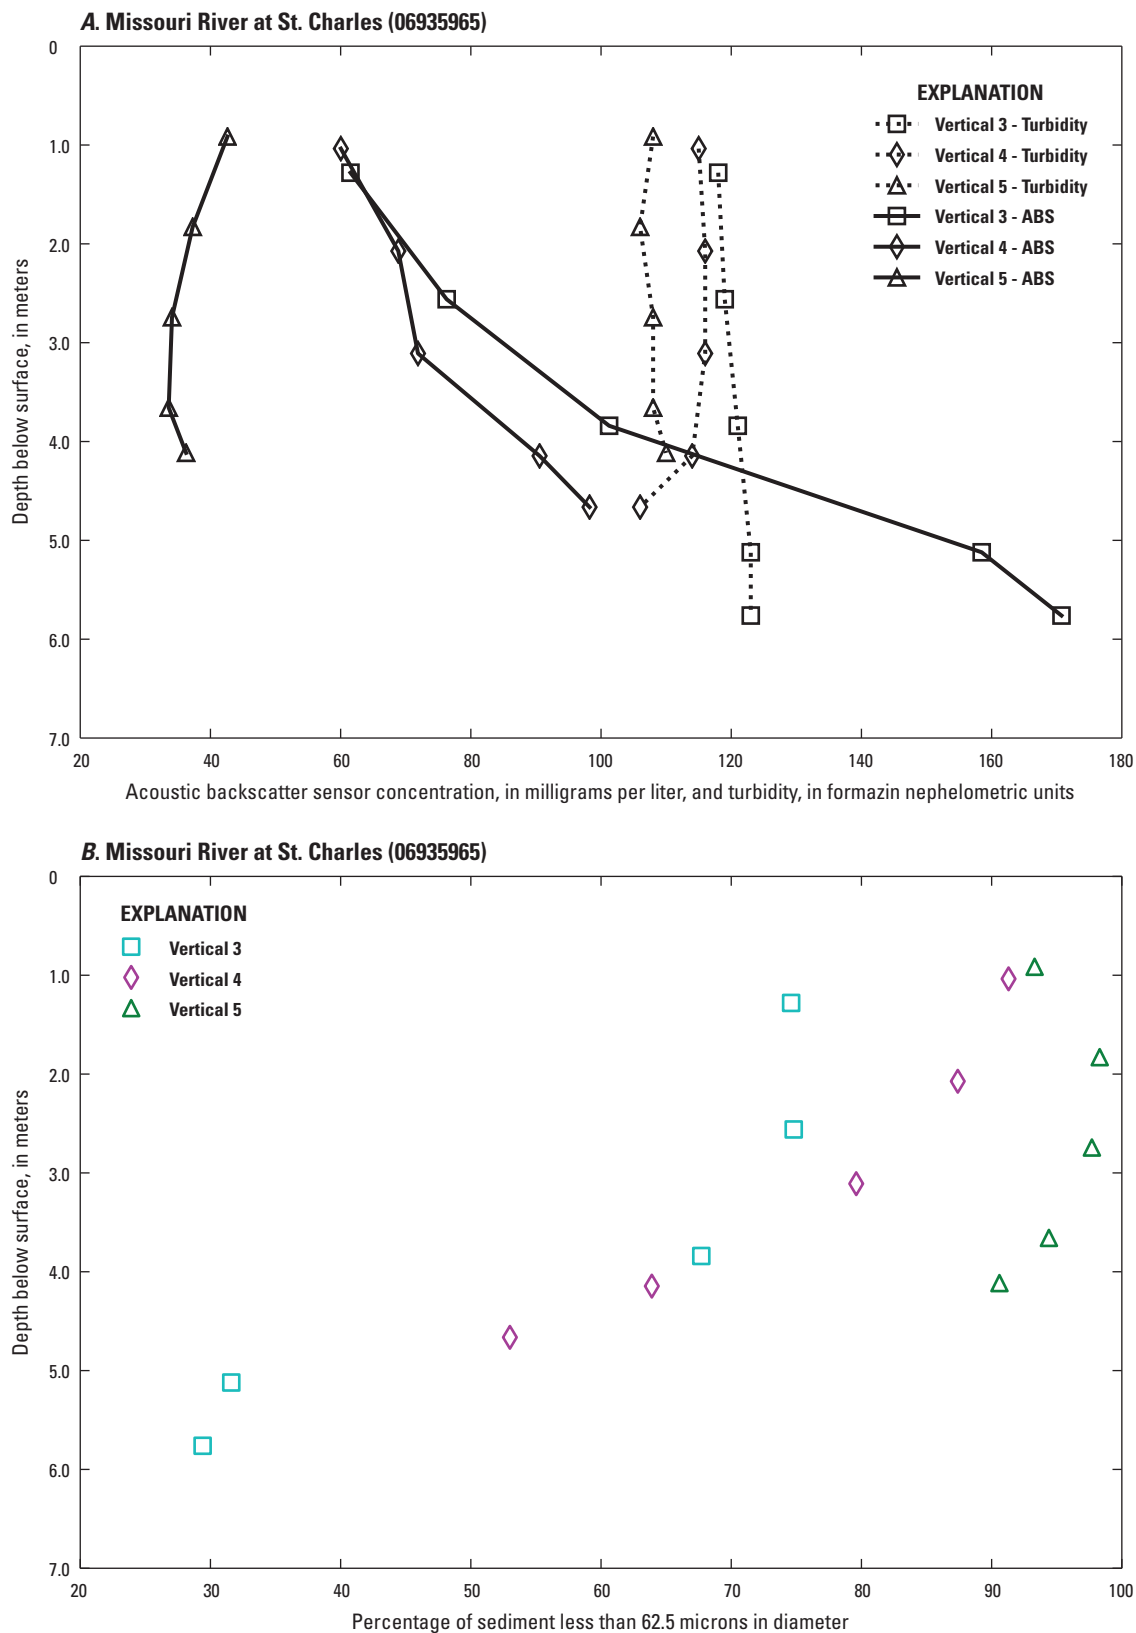 A. Missouri River at St. Charles (06935965)
0
1.0
2.0
3.0
4.0
5.0
6.0
7.0
Depth below surface, in meters
EXPLANATION
Vertical 3 - Turbidity
Vertical 4 - Turbidity
Vertical 5 - Turbidity
Vertical 3 - ABS
Vertical 4 - ABS
Vertical 5 - ABS
20 40 60 80 100 120 140 160 180
Acoustic backscatter sensor concentration, in milligrams per liter, and turbidity, in formazin nephelometric units
B. Missouri River at St. Charles (06935965)
0
1.0
2.0
3.0
4.0
5.0
6.0
7.0
Depth below surface, in meters
EXPLANATION
Vertical 3
Vertical 4
Vertical 5
20 30 40 50 60 70 80 90 100
Percentage of sediment less than 62.5 microns in diameter